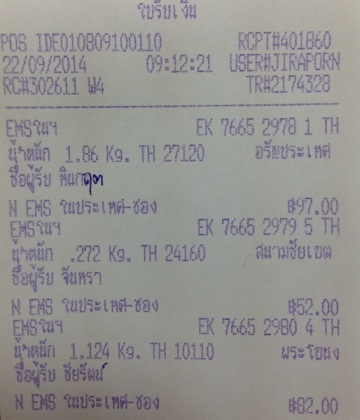 ใบรับเงิน
POS IDE010809100110 RCPT#401860
22/09/2014 09:12:21 USER#JIRAPORN
RC#302611 W4 TR#2174328
EMSในฯ EK 7665 2978 1 TH
น้ำหนัก 1.86 Kg. TH 27120 อรัญประเทศ
ชื่อผู้รับ
N EMS ในประเทศ-ซอง ฿97.00
EMSในฯ EK 7665 2979 5 TH
น้ำหนัก .272 Kg. TH 24160 สนามชัยเขต
ชื่อผู้รับ จันทรา
N EMS ในประเทศ-ซอง ฿52.00
EMSในฯ EK 7665 2980 4 TH
น้ำหนัก 1.124 Kg. TH 10110 พระโขนง
ชื่อผู้รับ ชัยรัตน์
N EMS ในประเทศ-ซอง ฿82.00